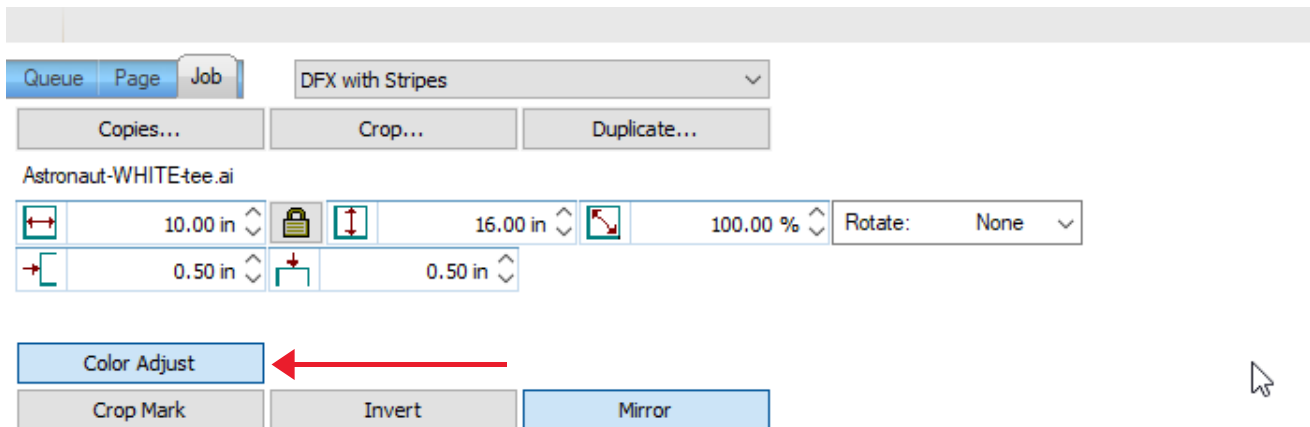 Queue Page Job DFX with Stripes
Copies... Crop... Duplicate...
Astronaut-WHITE-tee.ai
10.00 in 16.00 in 100.00 % Rotate: None
0.50 in 0.50 in
Color Adjust
Crop Mark Invert Mirror